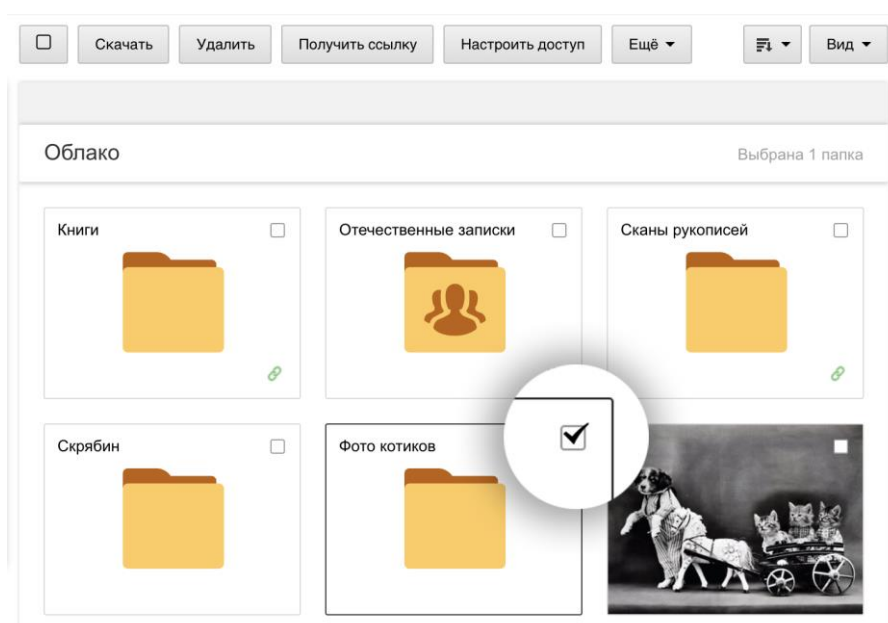 Скачать
Удалить
Получить ссылку
Настроить доступ
Ещё
Вид
Облако
Выбрана 1 папка
Книги
Отечественные записки
Сканы рукописей
Скрябин
Фото котиков